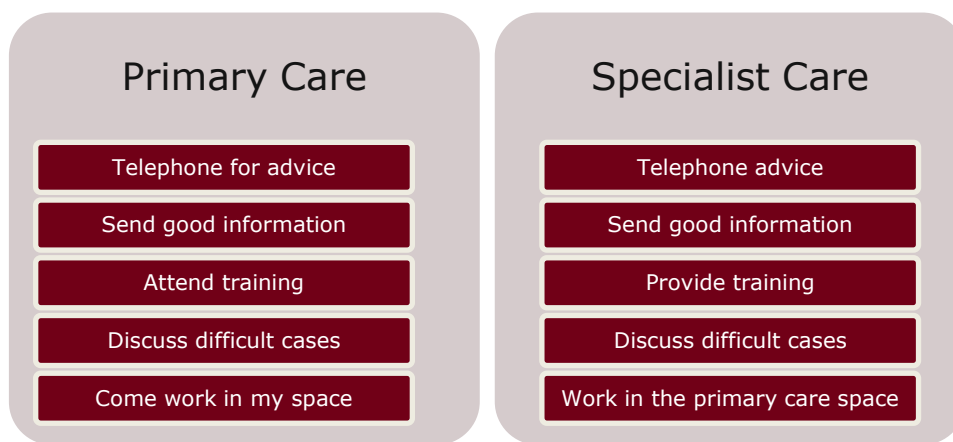 Primary Care
Telephone for advice
Send good information
Attend training
Discuss difficult cases
Come work in my space
Specialist Care
Telephone advice
Send good information
Provide training
Discuss difficult cases
Work in the primary care space